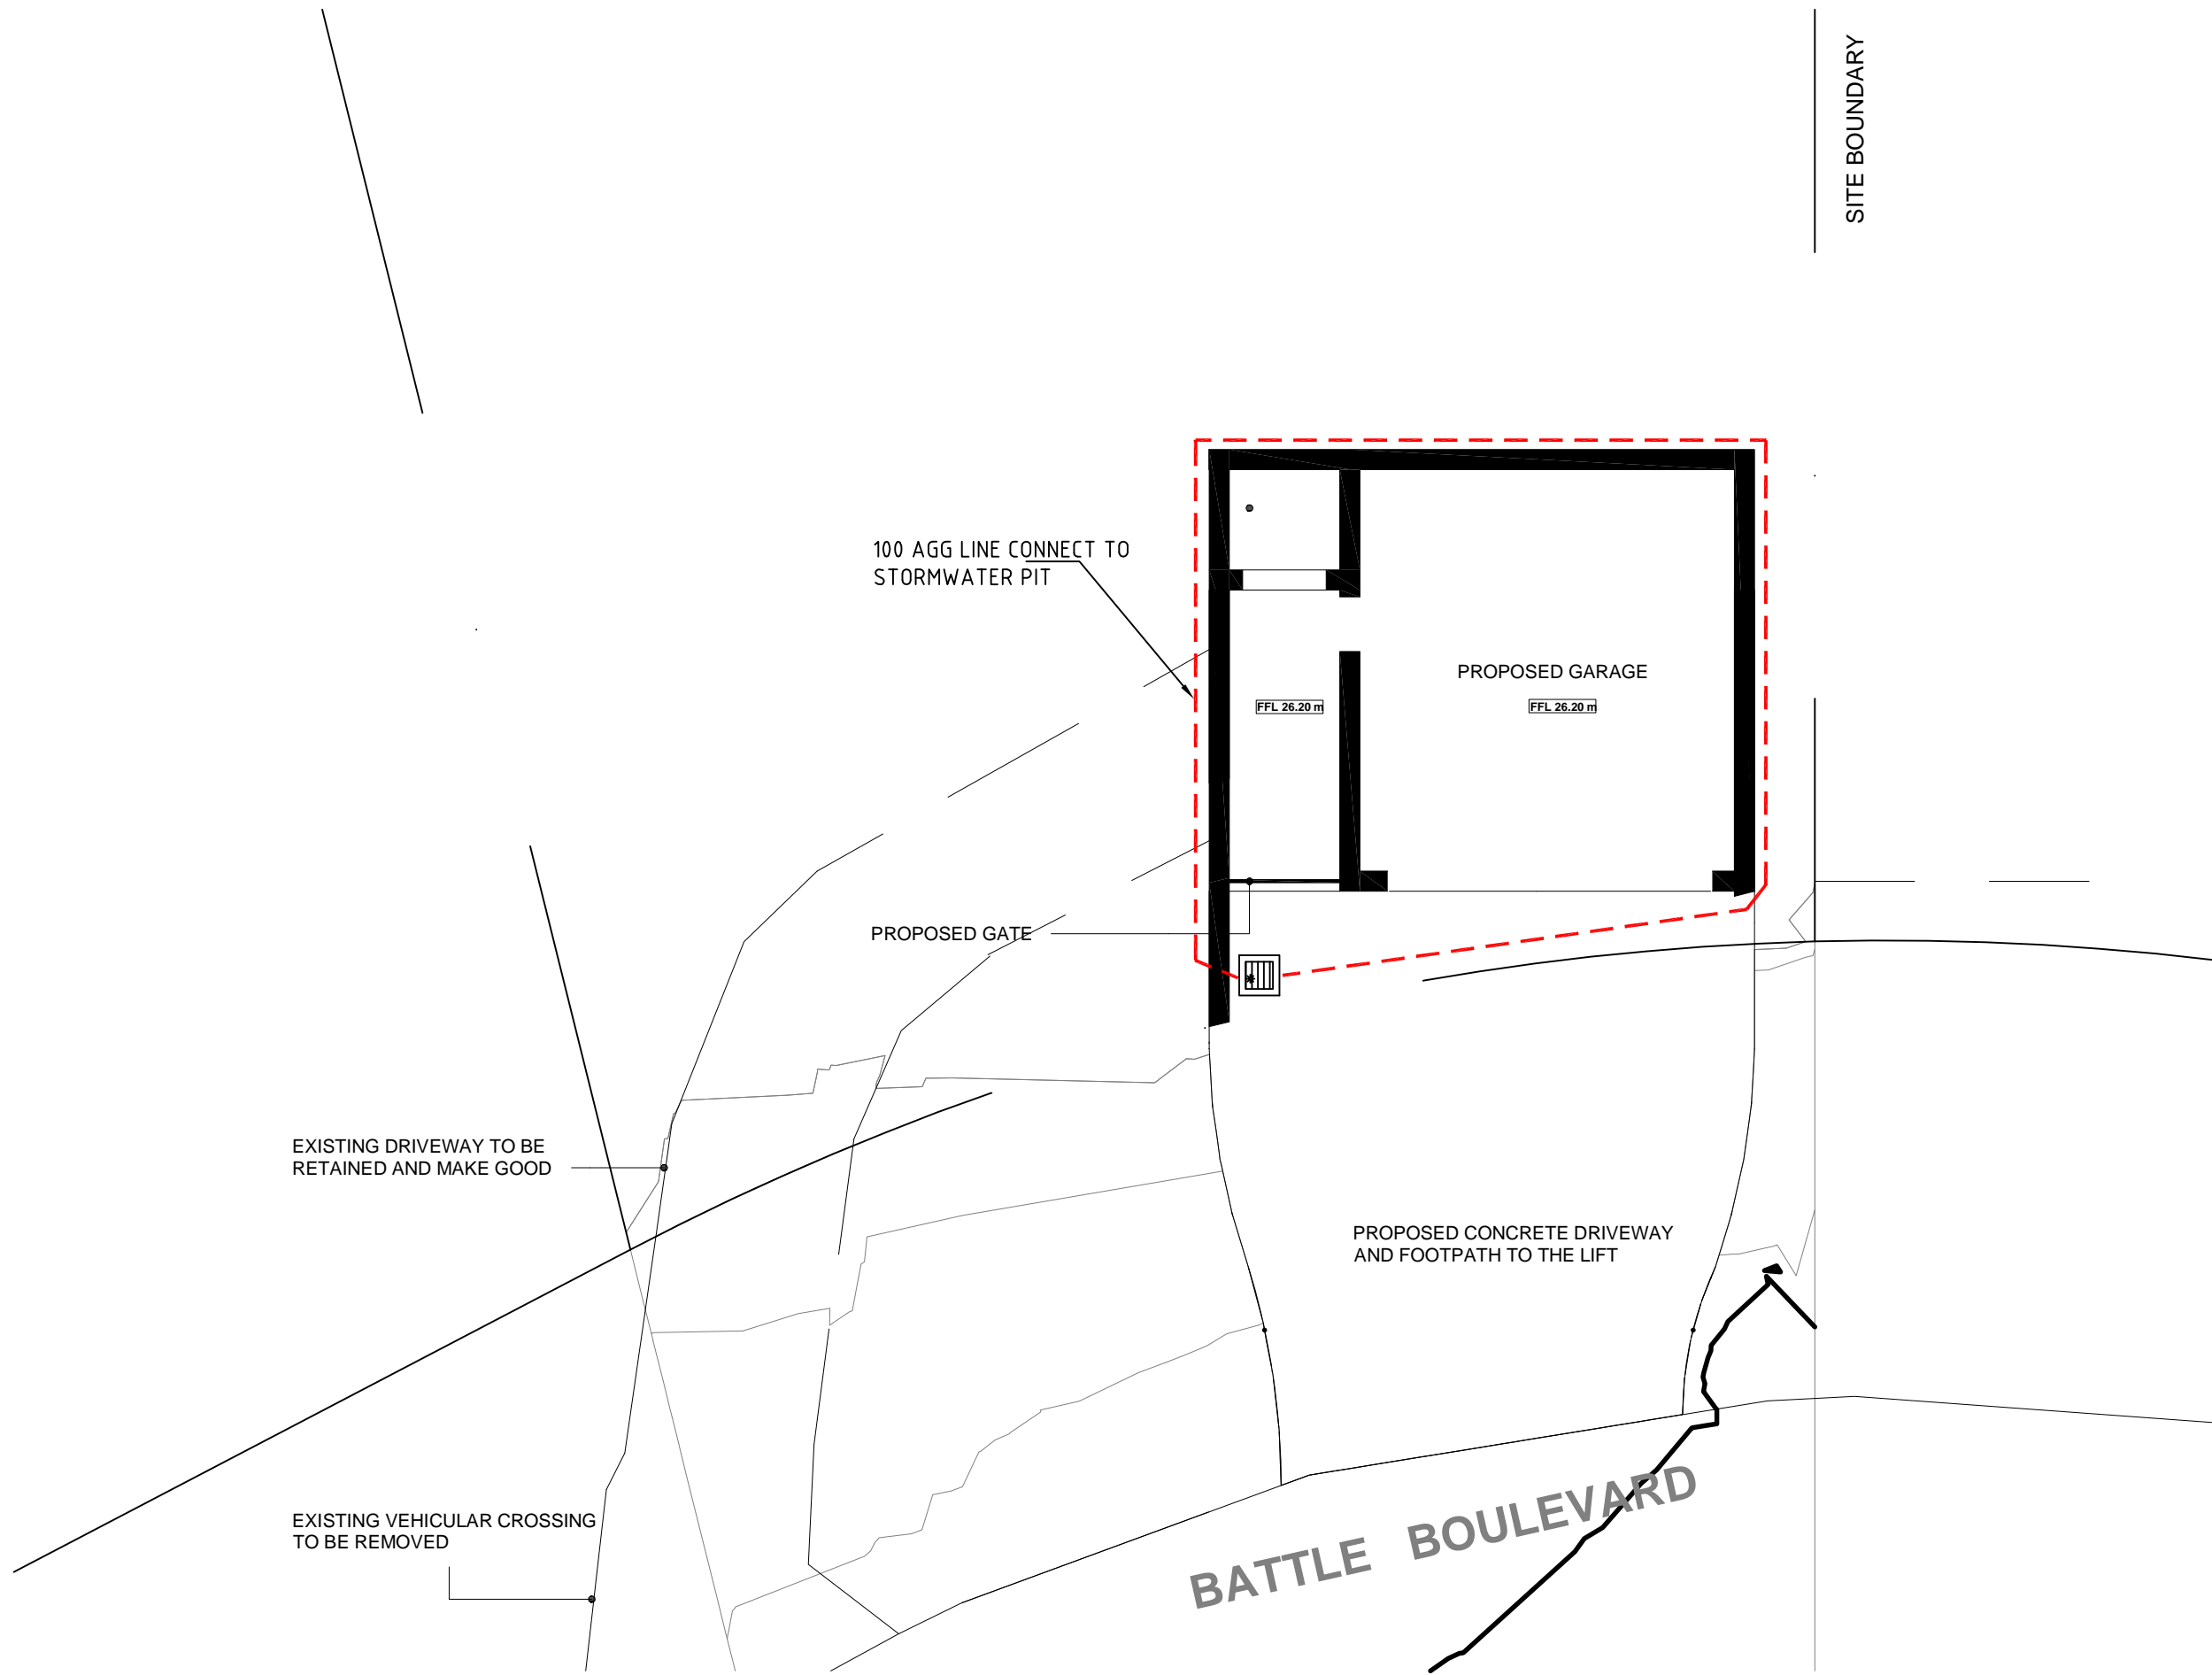 SITE BOUNDARY
100 AGG LINE CONNECT TO
STORMWATER PIT
PROPOSED GARAGE
FFL 26.20 m
FFL 26.20 m
PROPOSED GATE
EXISTING DRIVEWAY TO BE
RETAINED AND MAKE GOOD
PROPOSED CONCRETE DRIVEWAY
AND FOOTPATH TO THE LIFT
EXISTING VEHICULAR CROSSING
TO BE REMOVED
BATTLE BOULEVARD